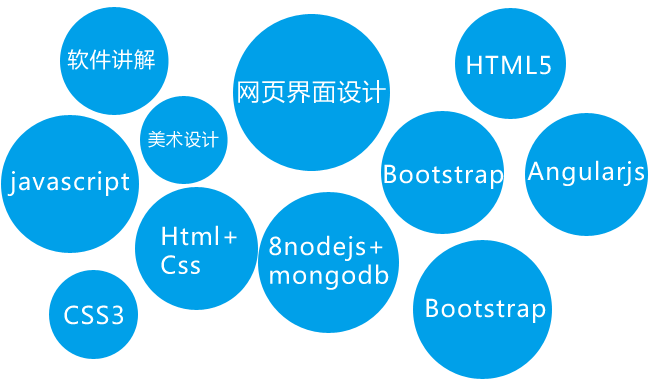 软件讲解
HTML5
网页界面设计
美术设计
Bootstrap
Angularjs
javascript
Html+
Css
8nodejs+
mongodb
CSS3
Bootstrap